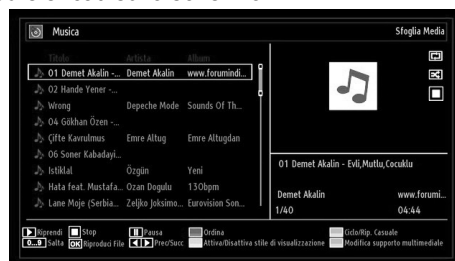 Musica
Sfoglia Media
Titolo Artista Album
01 Demet Akalin -... Demet Akalin www.forumindi...
02 Hande Yener -...
Wrong Depeche Mode Sounds Of Th...
04 Gökhan Özen -...
Çifte Kavrulmus Emre Altug Emre Altugdan
06 Soner Kabadayi...
Istiklal Özgün Yeni
Hata feat. Mustafa... Ozan Dogulu 130bpm
Lane Moje (Serbia... Zeljko Joksimo... Eurovision Son...
01 Demet Akalin - Evli,Mutlu,Cocuklu
Demet Akalin www.forumi...
1/40 04:44
Riprendi Stop Pausa Ordina Ciclo/Rip. Casuale
0...9 Salta OK Riproduci File Prec/Succ Attiva/Disattiva stile di visualizzazione Modifica supporto multimediale